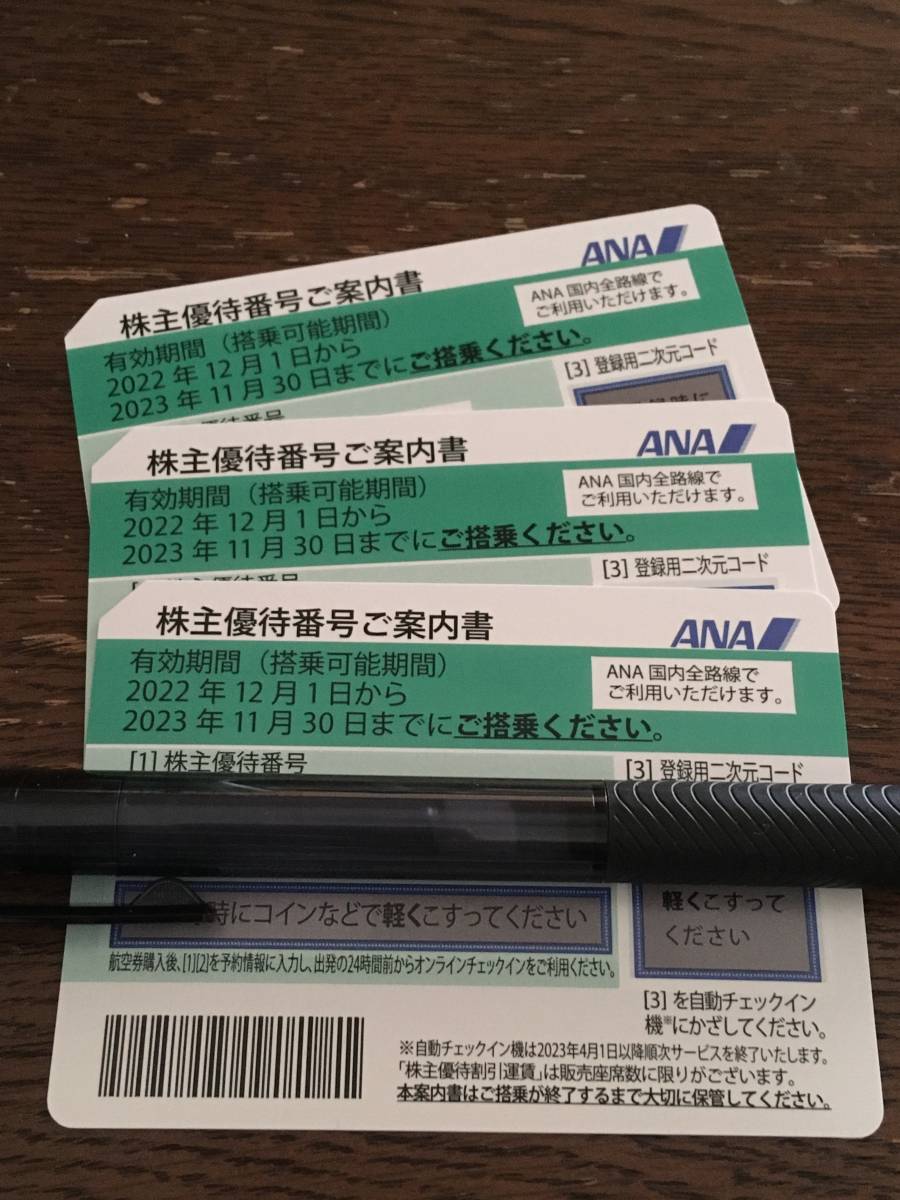 ANA
株主優待番号ご案内書
ANA 国内全路線で
ご利用いただけます。
有効期間（搭乗可能期間）
2022 年 12 月 1 日から
2023 年 11 月 30 日までにご搭乗ください。
[3] 登録用二次元コード
ANA
株主優待番号ご案内書
ANA 国内全路線で
ご利用いただけます。
有効期間（搭乗可能期間）
2022 年 12 月 1 日から
2023 年 11 月 30 日までにご搭乗ください。
[3] 登録用二次元コード
ANA
株主優待番号ご案内書
ANA 国内全路線で
ご利用いただけます。
有効期間（搭乗可能期間）
2022 年 12 月 1 日から
2023 年 11 月 30 日までにご搭乗ください。
[1] 株主優待番号
[3] 登録用二次元コード
時にコインなどで軽くこすってください
軽くこすって
ください
航空券購入後、[1][2]を予約情報に入力し、出発の24時間前からオンラインチェックインをご利用ください。
[3] を自動チェックイン
機※にかざしてください。
※自動チェックイン機は2023年4月1日以降順次サービスを終了いたします。
「株主優待割引運賃」は販売座席数に限りがございます。
本案内書はご搭乗が終了するまで大切に保管してください。